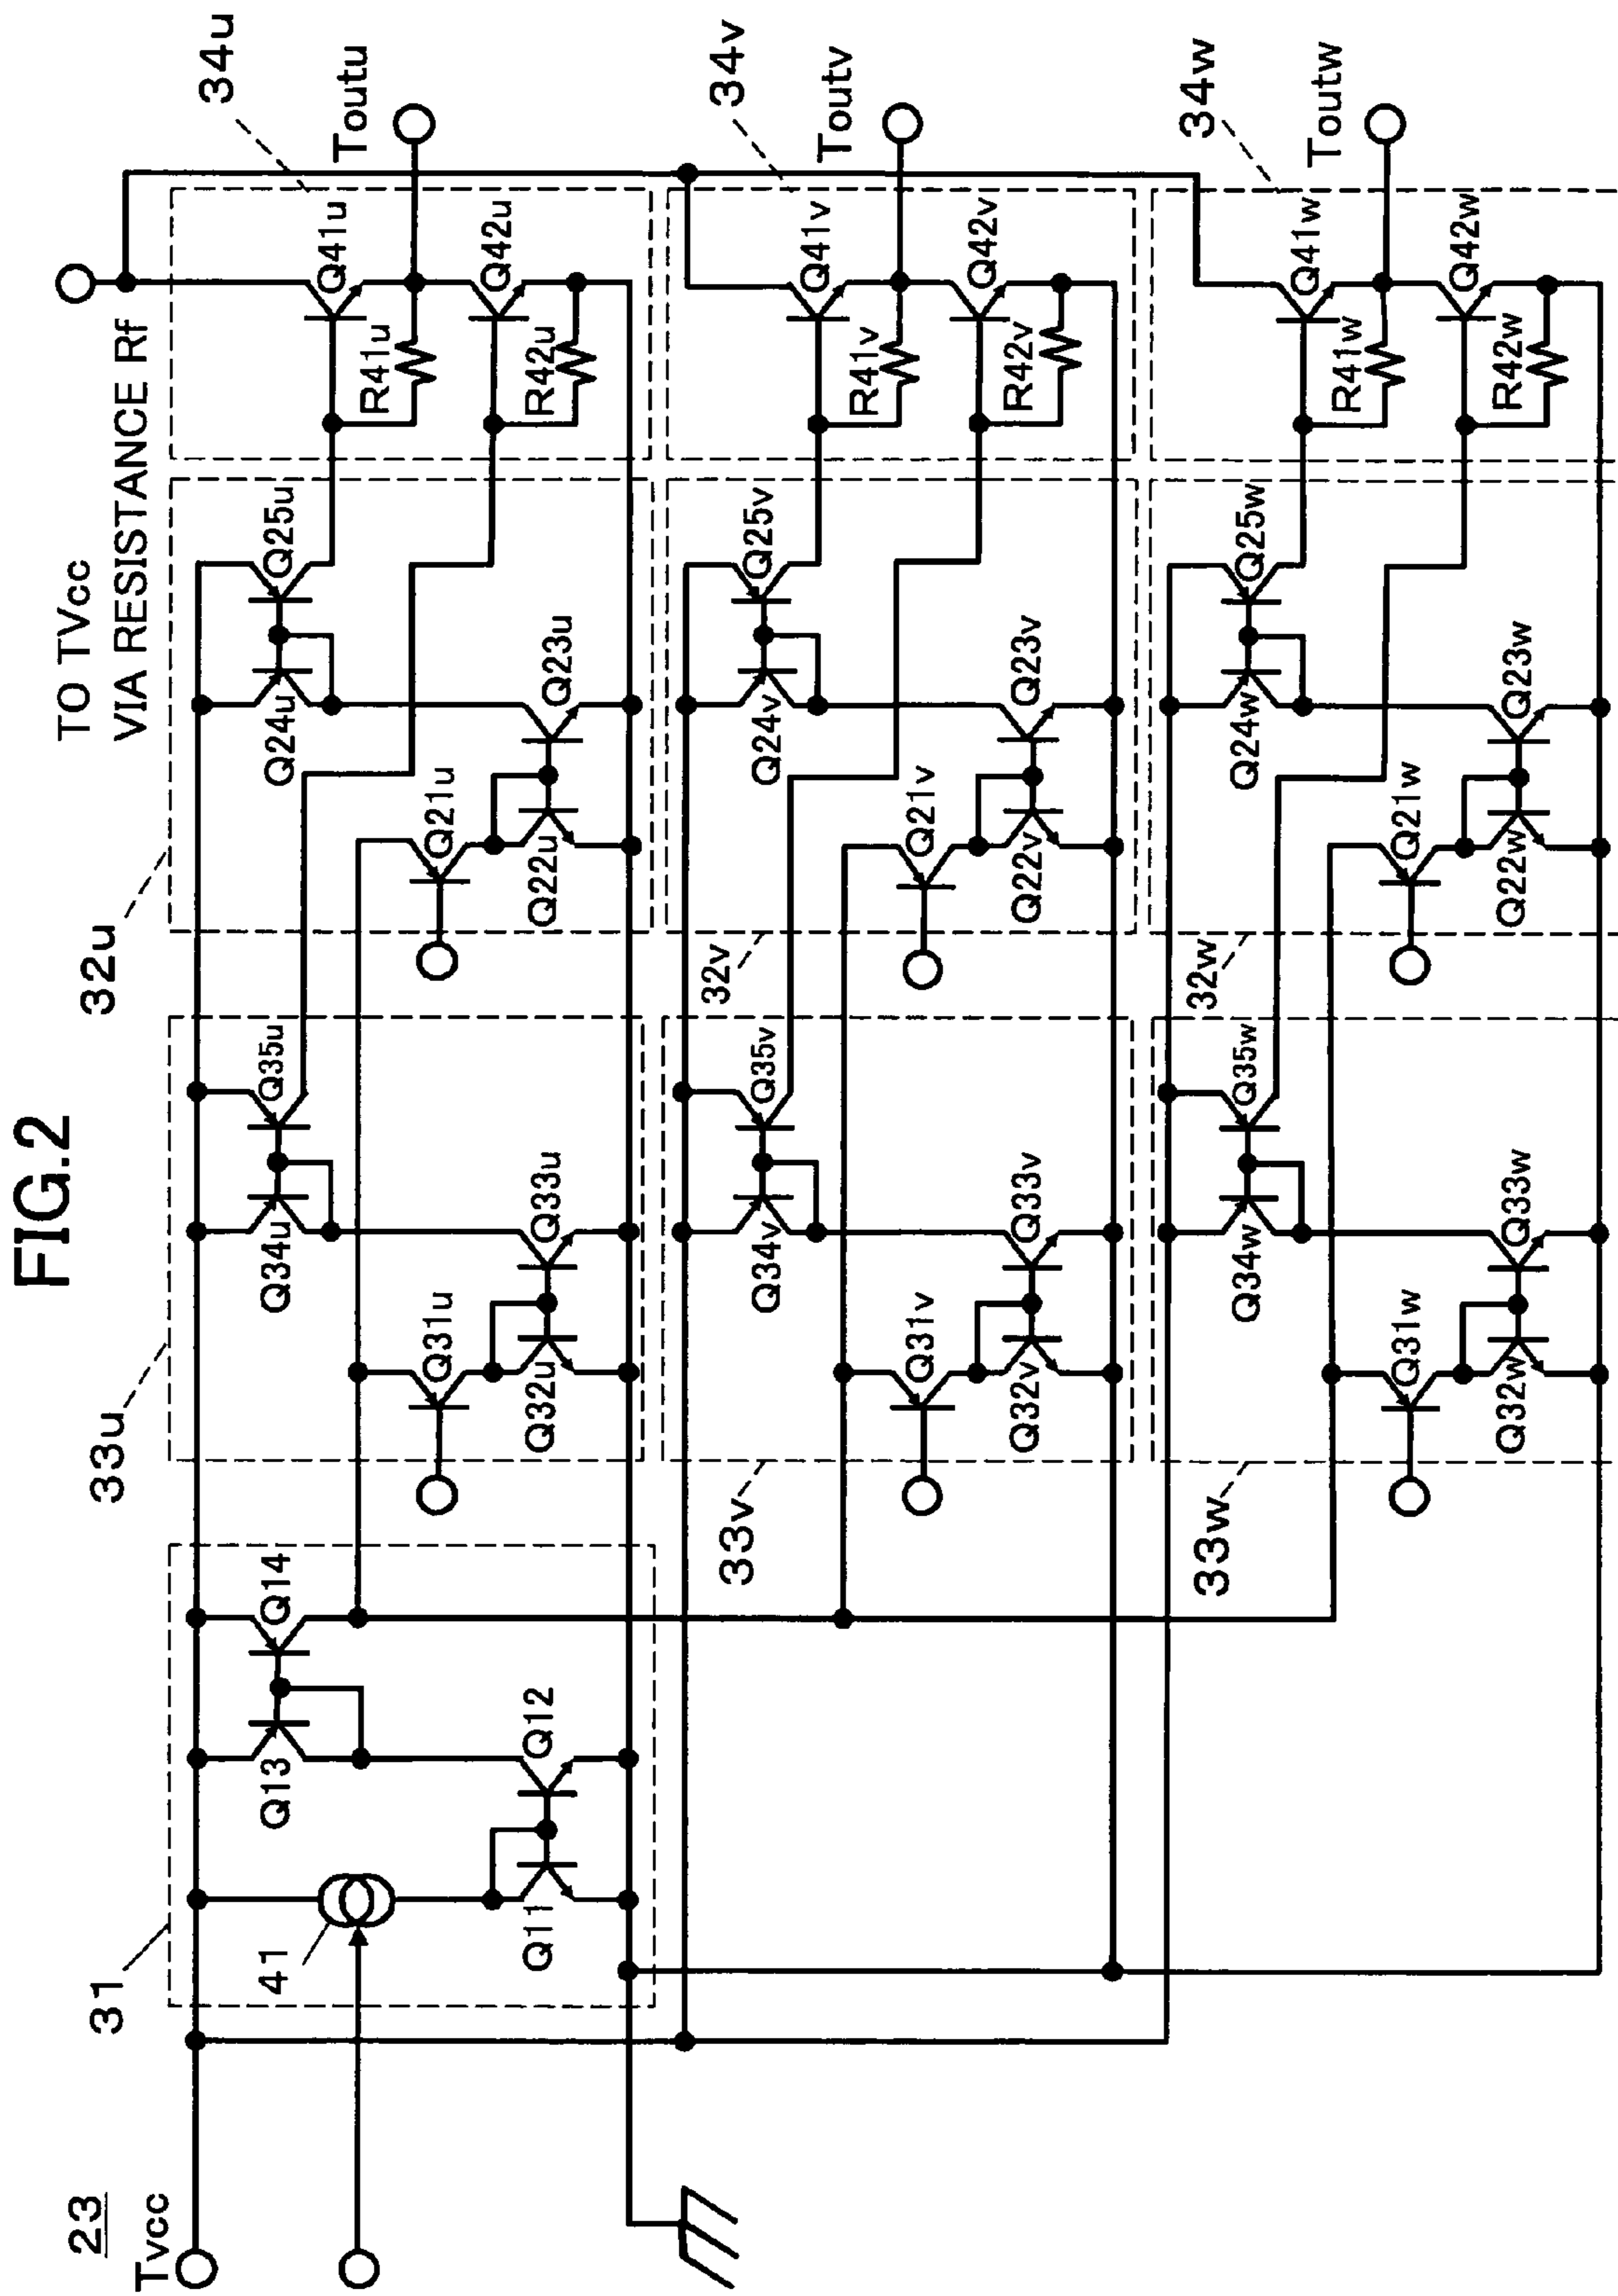 FIG.2
23
Tvcc
31
41
Q11
Q12
Q13
Q14
33u
Q31u
Q32u
Q33u
Q34u
Q35u
32u
Q21u
Q22u
Q23u
Q24u
Q25u
TO TVcc
VIA RESISTANCE Rf
34u
Q41u
R41u
Q42u
R42u
Toutu
33v
Q31v
Q32v
Q33v
Q34v
Q35v
32v
Q21v
Q22v
Q23v
Q24v
Q25v
34v
Q41v
R41v
Q42v
R42v
Toutv
33w
Q31w
Q32w
Q33w
Q34w
Q35w
32w
Q21w
Q22w
Q23w
Q24w
Q25w
34w
Q41w
R41w
Q42w
R42w
Toutw